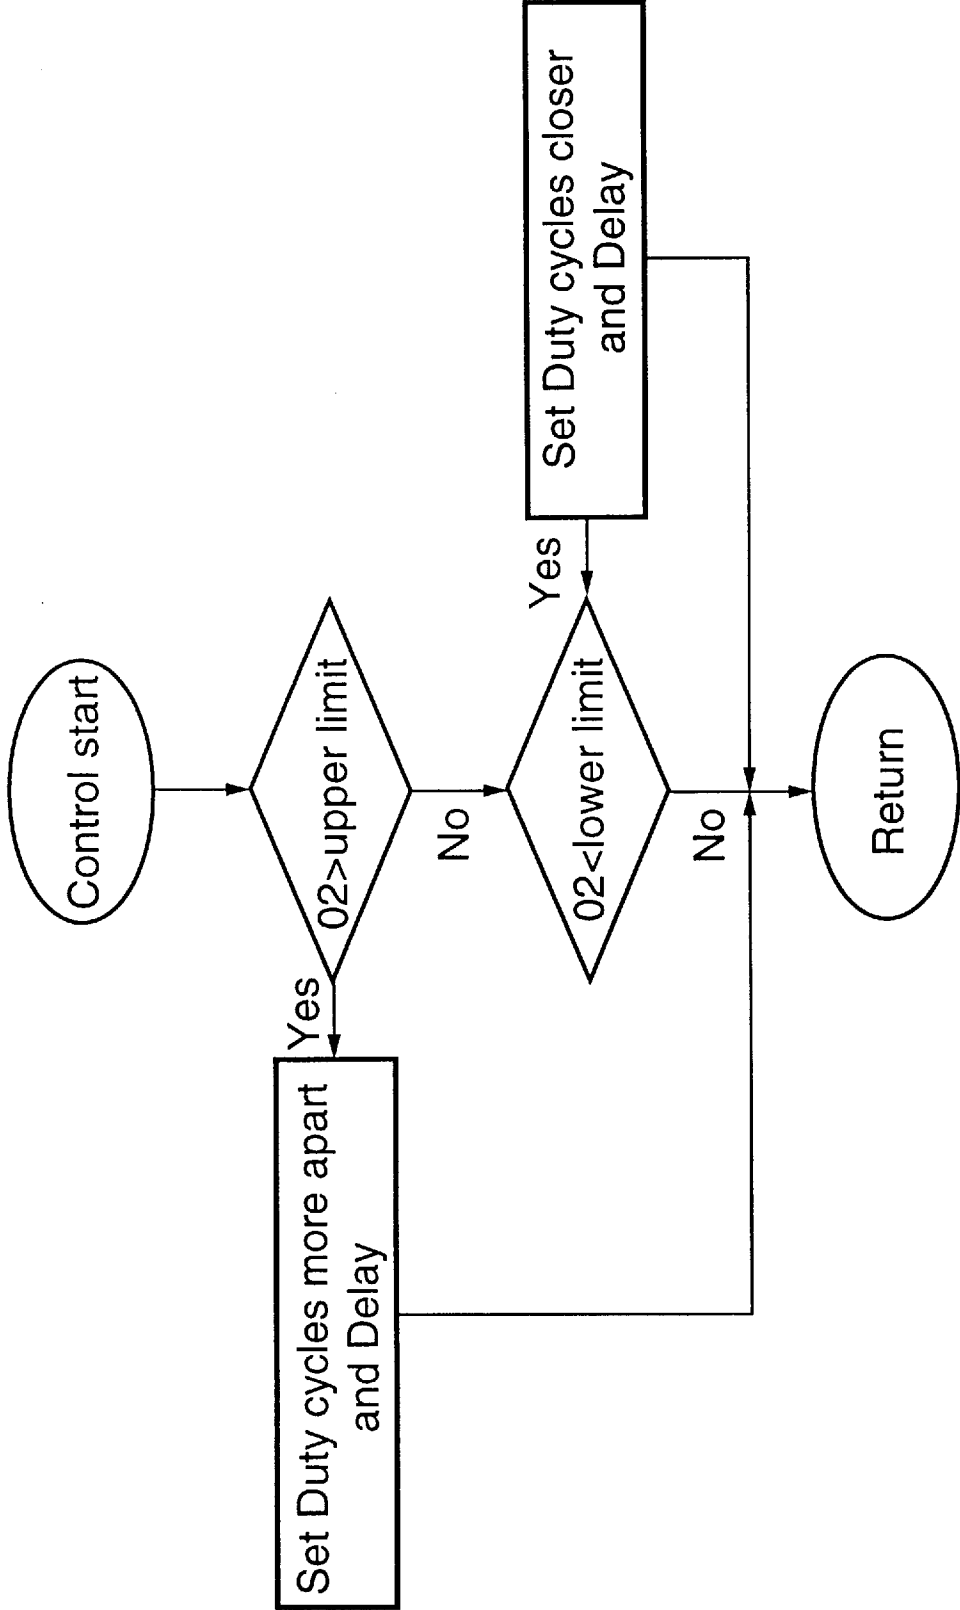 Control start
02>upper limit
Yes
Set Duty cycles more apart
and Delay
No
02<lower limit
Yes
Set Duty cycles closer
and Delay
No
Return